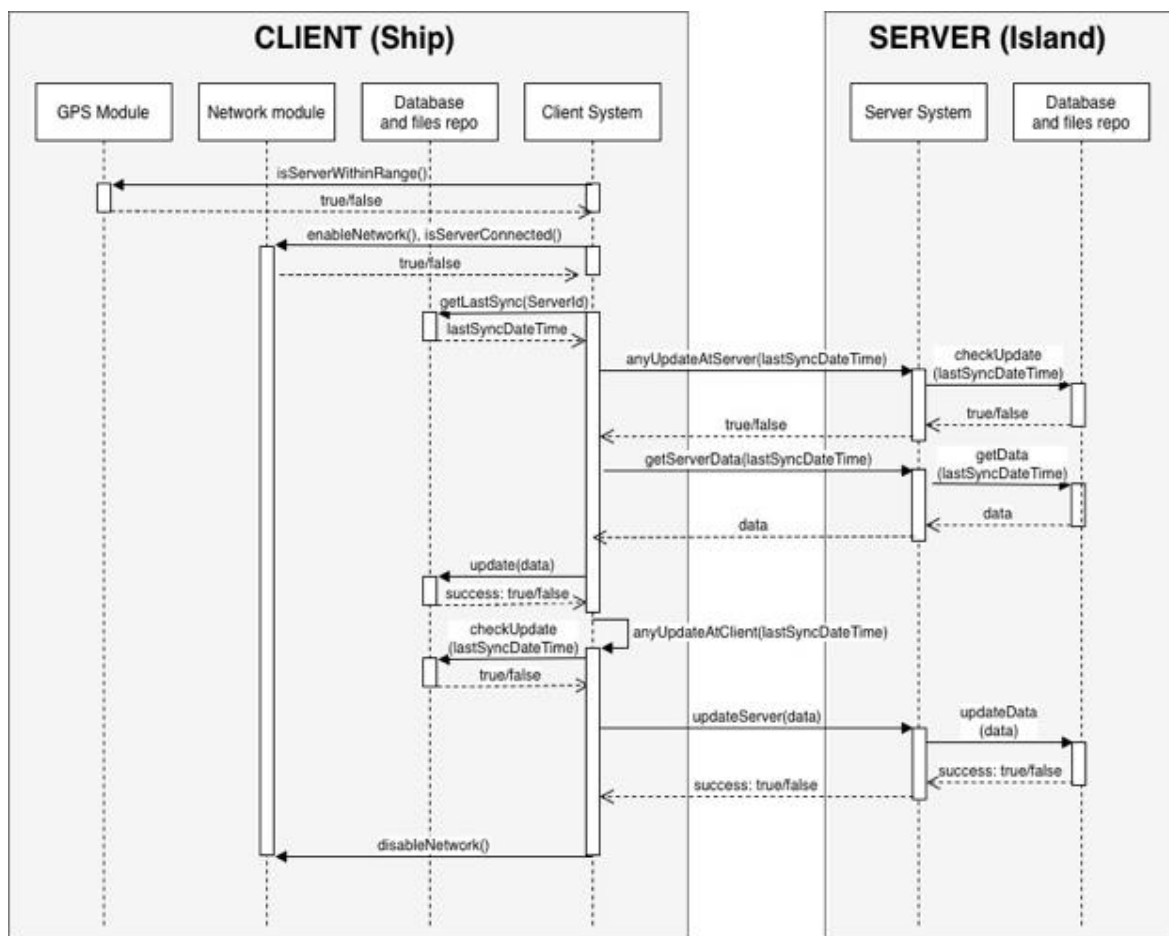 CLIENT (Ship)
SERVER (Island)
GPS Module
Network module
Database
and files repo
Client System
Server System
Database
and files repo
isServerWithinRange()
true/false
enableNetwork(), isServerConnected()
true/false
getLastSync(ServerId)
lastSyncDateTime
anyUpdateAtServer(lastSyncDateTime)
checkUpdate
(lastSyncDateTime)
true/false
true/false
getServerData(lastSyncDateTime)
getData
(lastSyncDateTime)
data
data
update(data)
success: true/false
anyUpdateAtClient(lastSyncDateTime)
checkUpdate
(lastSyncDateTime)
true/false
updateServer(data)
updateData
(data)
success: true/false
success: true/false
disableNetwork()